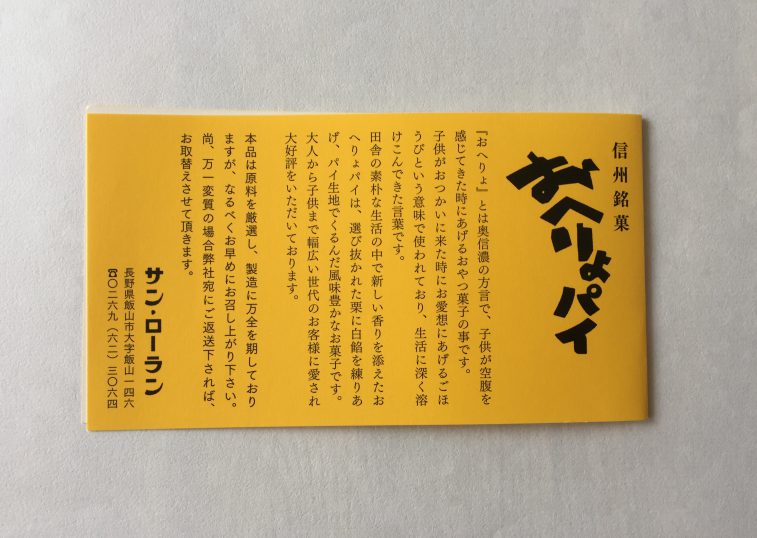 信州銘菓
おへりょパイ
『おへりょ』とは奥信濃の方言で、子供が空腹を
感じてきた時にあげるおやつ菓子の事です。
子供がおつかいに来た時にお愛想にあげるごほ
うびという意味で使われており、生活に深く溶
けこんできた言葉です。
田舎の素朴な生活の中で新しい香りを添えたお
へりょパイは、選び抜かれた栗に白餡を練りあ
げ、パイ生地でくるんだ風味豊かなお菓子です。
大人から子供まで幅広い世代のお客様に愛され
大好評をいただいております。
本品は原料を厳選し、製造に万全を期しており
ますが、なるべくお早めにお召し上がり下さい。
尚、万一変質の場合弊社宛にご返送下されば、
お取替えさせて頂きます。
サン・ローラン
長野県飯山市大字飯山一四六
☎〇二六九（六二）三〇六四